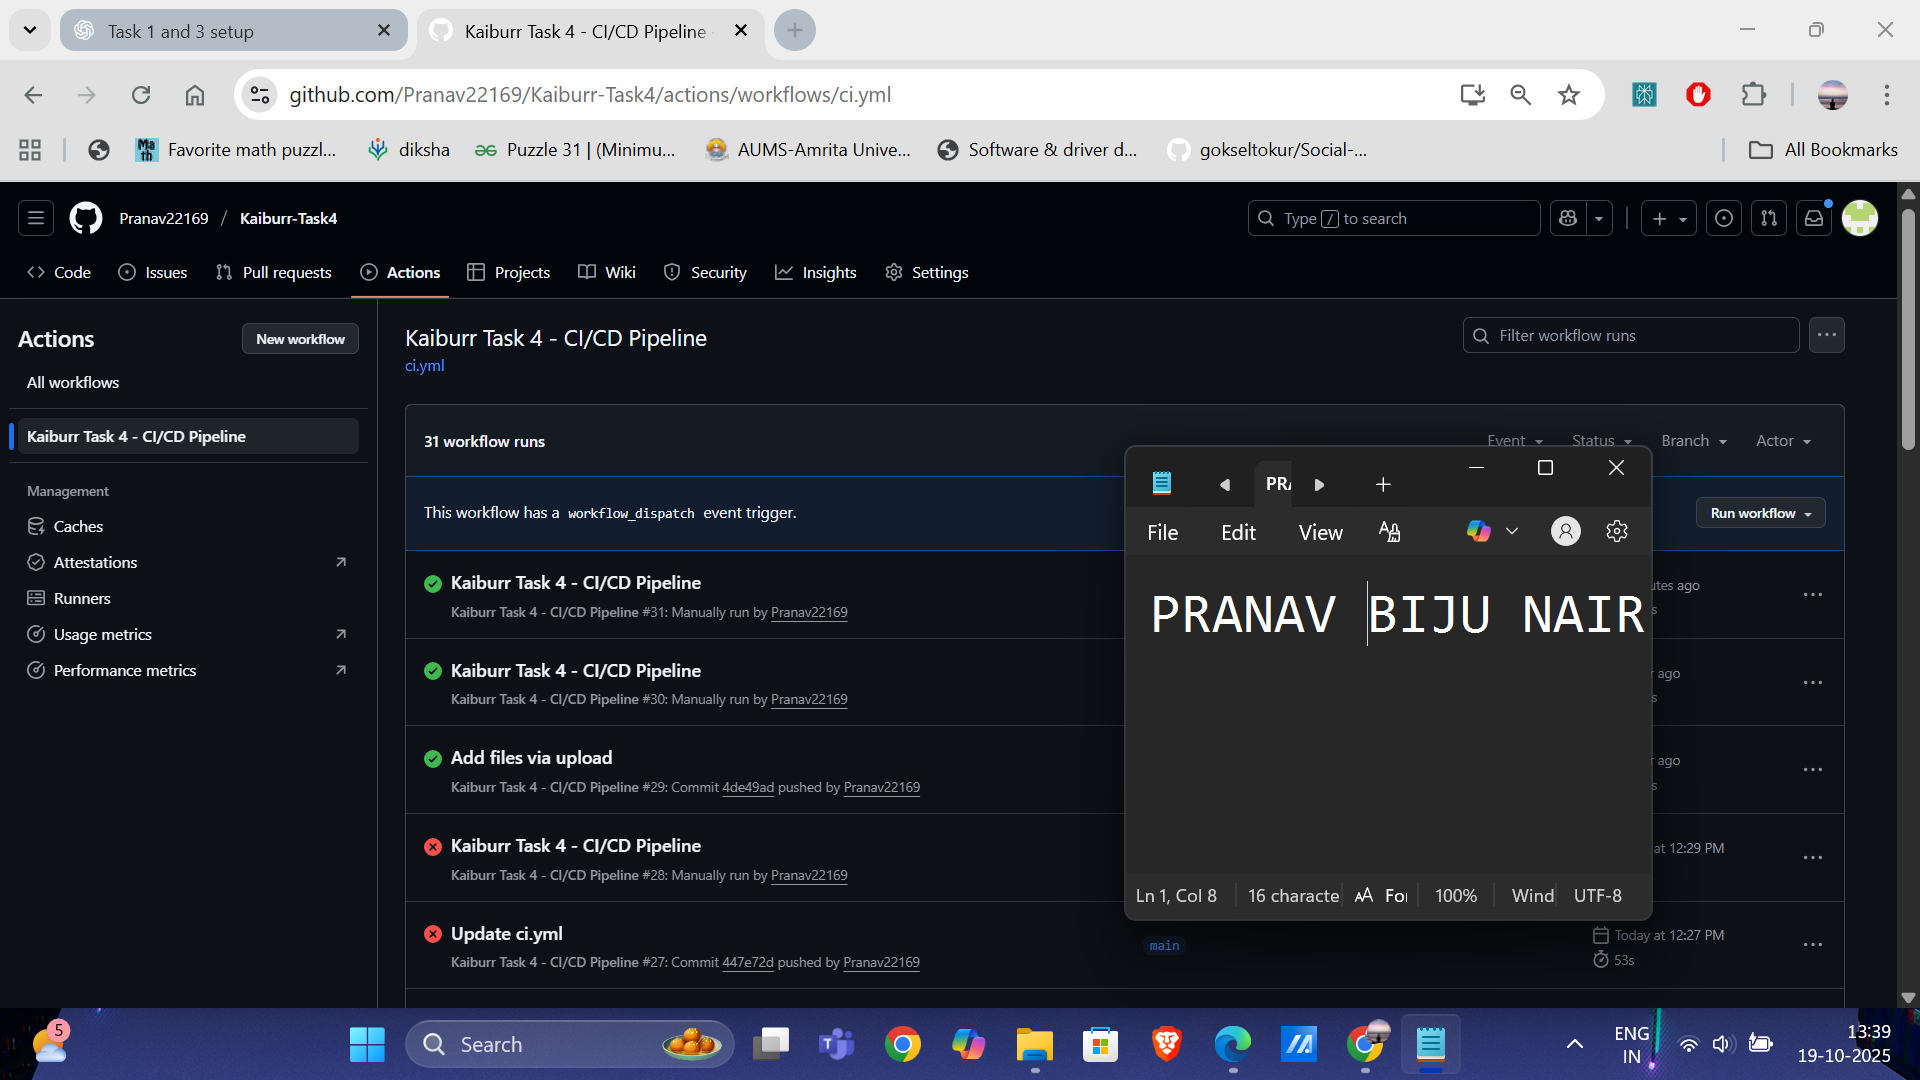 Task 1 and 3 setup
Kaiburr Task 4 - CI/CD Pipeline
github.com/Pranav22169/Kaiburr-Task4/actions/workflows/ci.yml
Ma th Favorite math puzzl... diksha Puzzle 31 | (Minimu... AUMS-Amrita Unive... Software & driver d... gokseltokur/Social-... All Bookmarks
Pranav22169 / Kaiburr-Task4
Type / to search
Code Issues Pull requests Actions Projects Wiki Security Insights Settings
Actions
New workflow
All workflows
Kaiburr Task 4 - CI/CD Pipeline
Management
Caches
Attestations
Runners
Usage metrics
Performance metrics
Kaiburr Task 4 - CI/CD Pipeline
ci.yml
Filter workflow runs
31 workflow runs
Event Status Branch Actor
This workflow has a workflow_dispatch event trigger.
Run workflow
Kaiburr Task 4 - CI/CD Pipeline
Kaiburr Task 4 - CI/CD Pipeline #31: Manually run by Pranav22169
Kaiburr Task 4 - CI/CD Pipeline
Kaiburr Task 4 - CI/CD Pipeline #30: Manually run by Pranav22169
ago
Add files via upload
Kaiburr Task 4 - CI/CD Pipeline #29: Commit 4de49ad pushed by Pranav22169
ago
Kaiburr Task 4 - CI/CD Pipeline
Kaiburr Task 4 - CI/CD Pipeline #28: Manually run by Pranav22169
at 12:29 PM
Update ci.yml
Kaiburr Task 4 - CI/CD Pipeline #27: Commit 447e72d pushed by Pranav22169
main
Today at 12:27 PM
53s
PRA
File Edit View
PRANAV BIJU NAIR
Ln 1, Col 8 16 characte 100% Wind UTF-8
5
Search
ENG
IN
13:39
19-10-2025